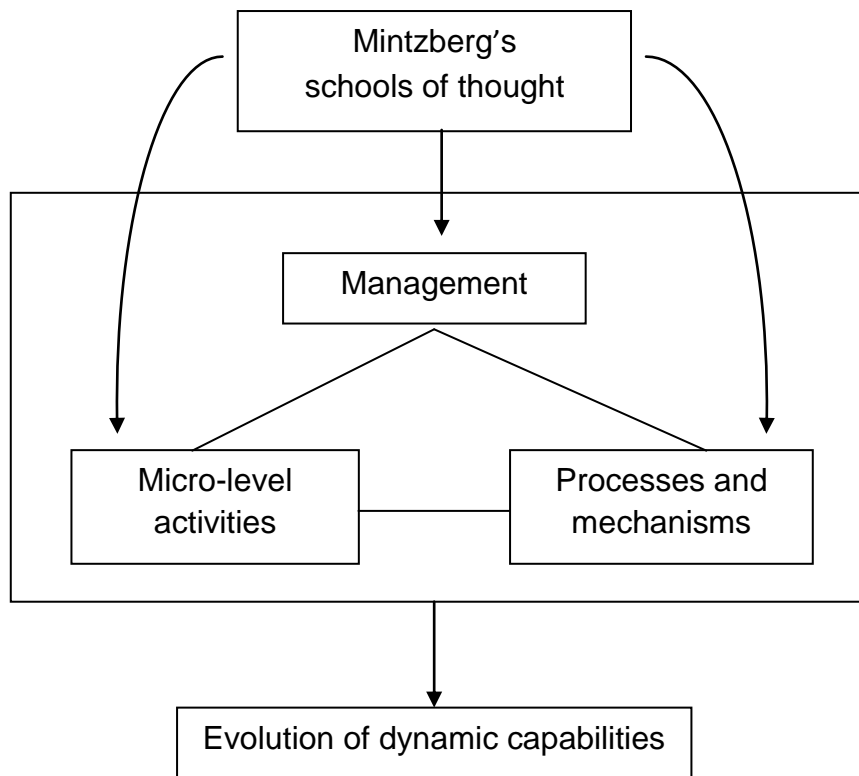 Mintzberg’s
schools of thought
Management
Micro-level
activities
Processes and
mechanisms
Evolution of dynamic capabilities